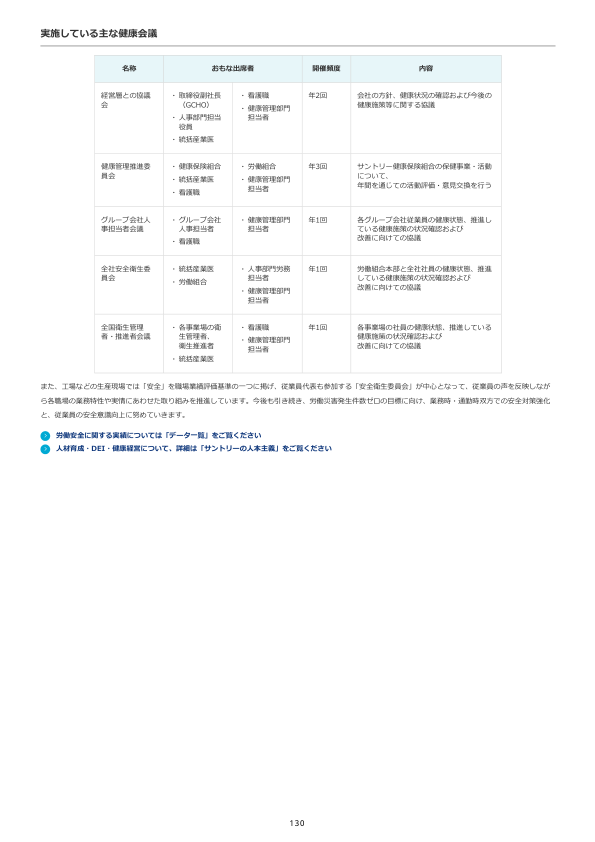 実施している主な健康会議
名称
おもな出席者
開催頻度
内容
経営層との協議
会
・ 取締役副社長
（GCHO）
・ 人事部門担当
役員
・ 統括産業医
・ 看護職
・ 健康管理部門
担当者
年2回
会社の方針、健康状況の確認および今後の
健康施策等に関する協議
健康管理推進委
員会
・ 健康保険組合
・ 統括産業医
・ 看護職
・ 労働組合
・ 健康管理部門
担当者
年3回
サントリー健康保険組合の保健事業・活動
について、
年間を通じての活動評価・意見交換を行う
グループ会社人
事担当者会議
・ グループ会社
人事担当者
・ 看護職
・ 健康管理部門
担当者
年1回
各グループ会社従業員の健康状態、推進し
ている健康施策の状況確認および
改善に向けての協議
全社安全衛生委
員会
・ 統括産業医
・ 労働組合
・ 人事部門労務
担当者
・ 健康管理部門
担当者
年1回
労働組合本部と全社社員の健康状態、推進
している健康施策の状況確認および
改善に向けての協議
全国衛生管理
者・推進者会議
・ 各事業場の衛
生管理者、
衛生推進者
・ 統括産業医
・ 看護職
・ 健康管理部門
担当者
年1回
各事業場の社員の健康状態、推進している
健康施策の状況確認および
改善に向けての協議
また、工場などの生産現場では「安全」を職場業績評価基準の一つに掲げ、従業員代表も参加する「安全衛生委員会」が中心となって、従業員の声を反映しなが
ら各職場の業務特性や実情にあわせた取り組みを推進しています。今後も引き続き、労働災害発生件数ゼロの目標に向け、業務時・通勤時双方での安全対策強化
と、従業員の安全意識向上に努めていきます。
労働安全に関する実績については「データ一覧」をご覧ください
人材育成・DEI・健康経営について、詳細は「サントリーの人本主義」をご覧ください
130